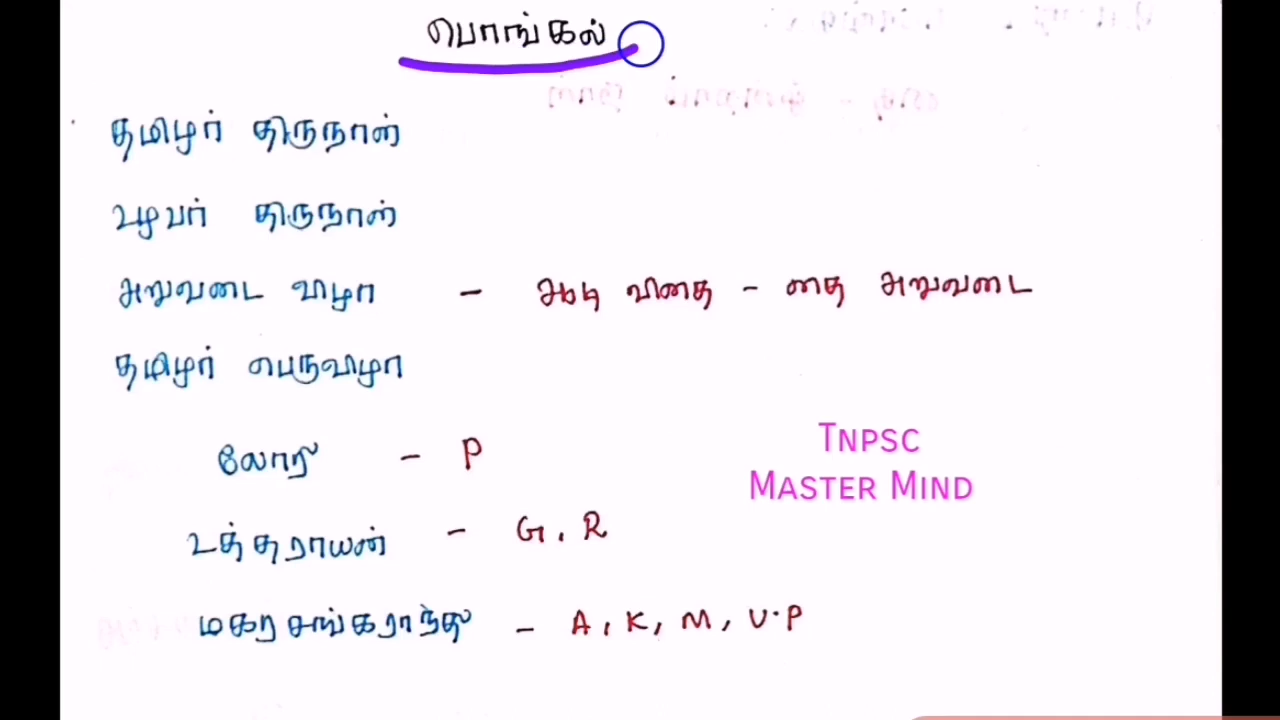 பொங்கல்
தமிழர் திருநாள்
உழவர் திருநாள்
அறுவடை விழா - ஆடி விதை - தை அறுவடை
தமிழர் பெருவிழா
லோரி - P
TNPSC
MASTER MIND
உத்தராயன் - G, R
மகரசங்கராந்தி - A, K, M, U.P